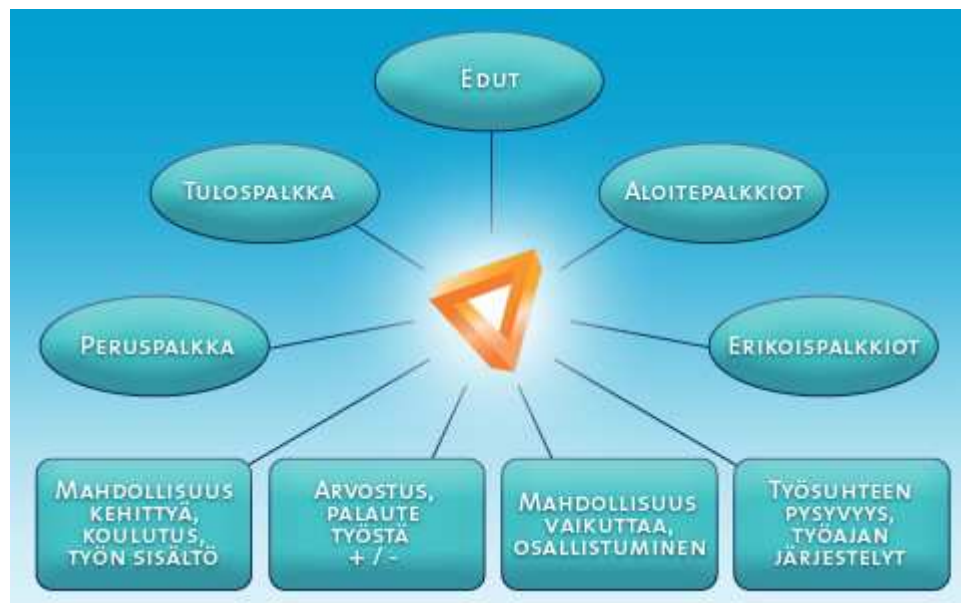 EDUT
TULOSPALKKA
ALOITEPALKKIOT
PERUSPALKKA
ERIKOISPALKKIOT
MAHDOLLISUUS
KEHITTYÄ,
KOULUTUS,
TYÖN SISÄLTÖ
ARVOSTUS,
PALAUTE
TYÖSTÄ
+ / -
MAHDOLLISUUS
VAIKUTTAA,
OSALLISTUMINEN
TYÖSUHTEEN
PYSYVYYS,
TYÖAJAN
JÄRJESTELYT